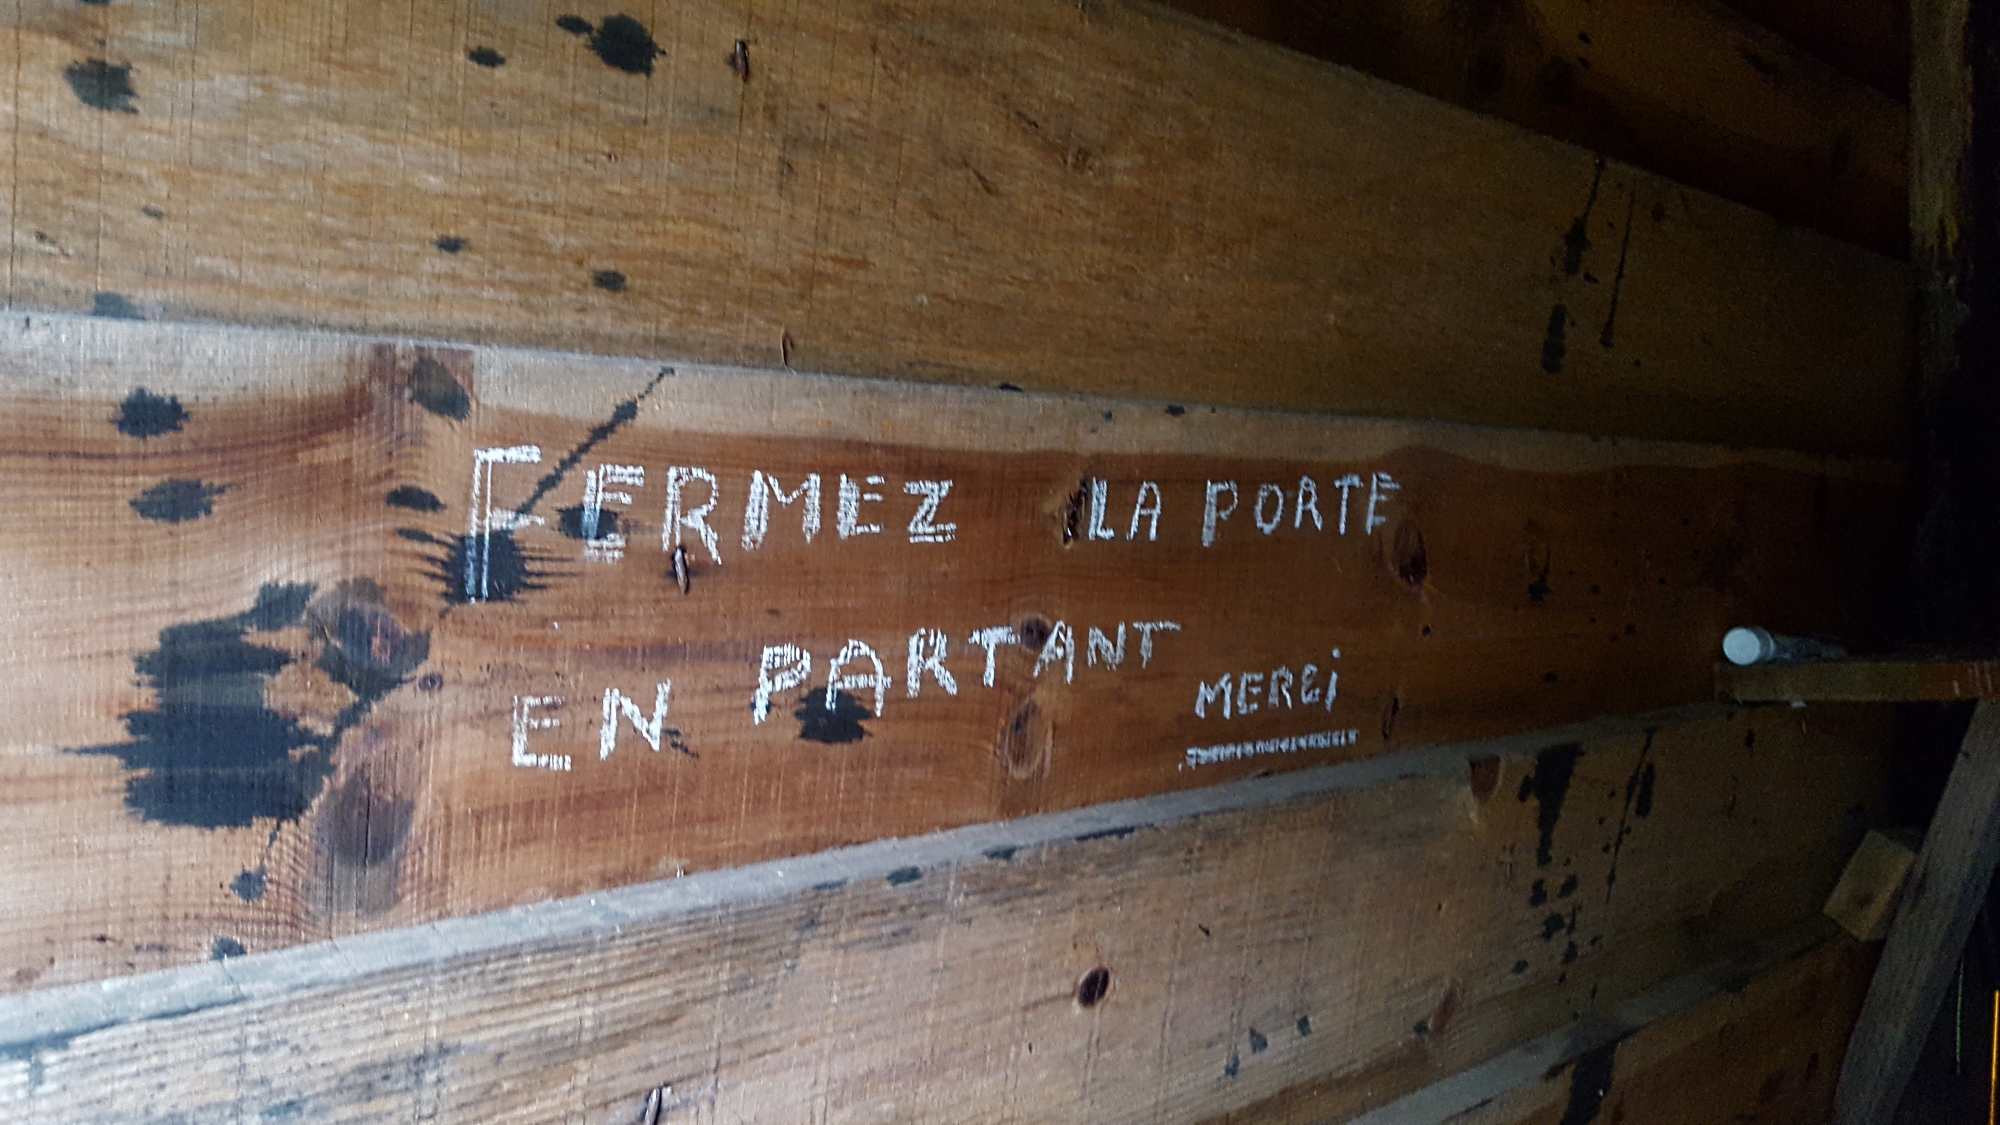 FERMEZ LA PORTE
EN PARTANT MERCi